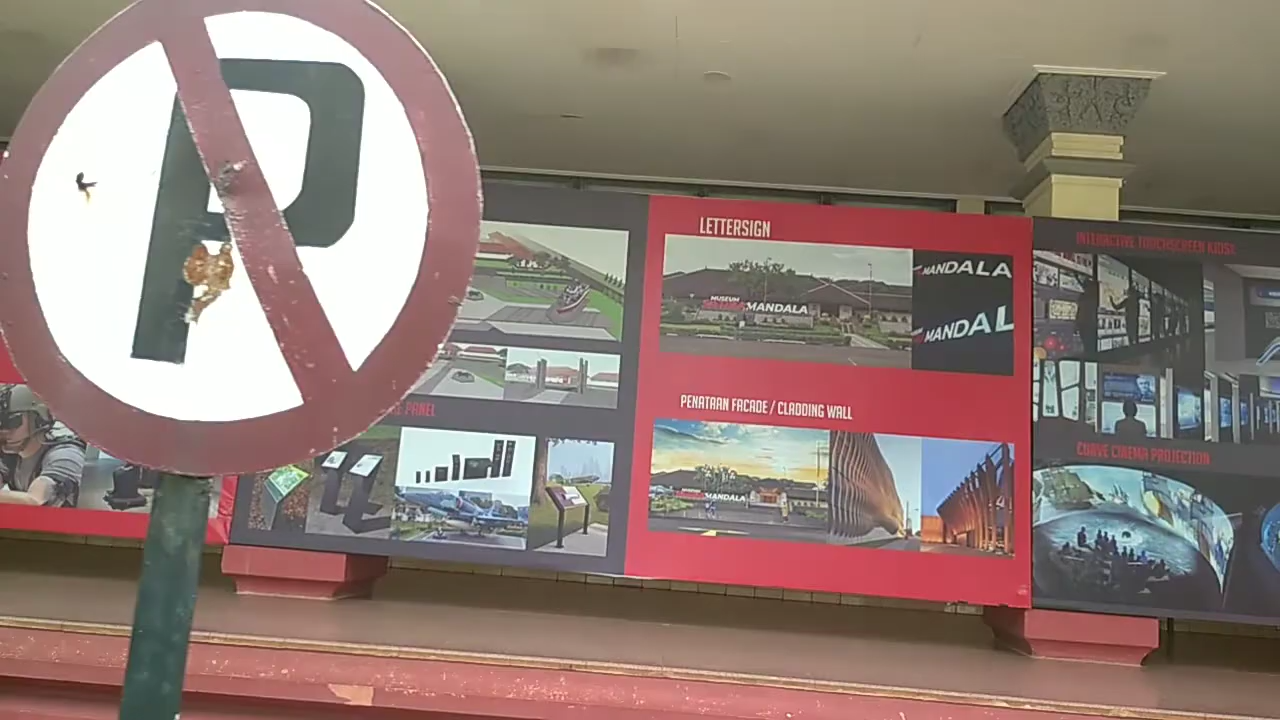 P
LETTERSIGN
MUSEUM
MANDALA
MANDALA
MANDAL
PANEL
PENATAAN FACADE / CLADDING WALL
MANDALA
INTERACTIVE TOUCHSCREEN KIOSK
CURVE CINEMA PROJECTION